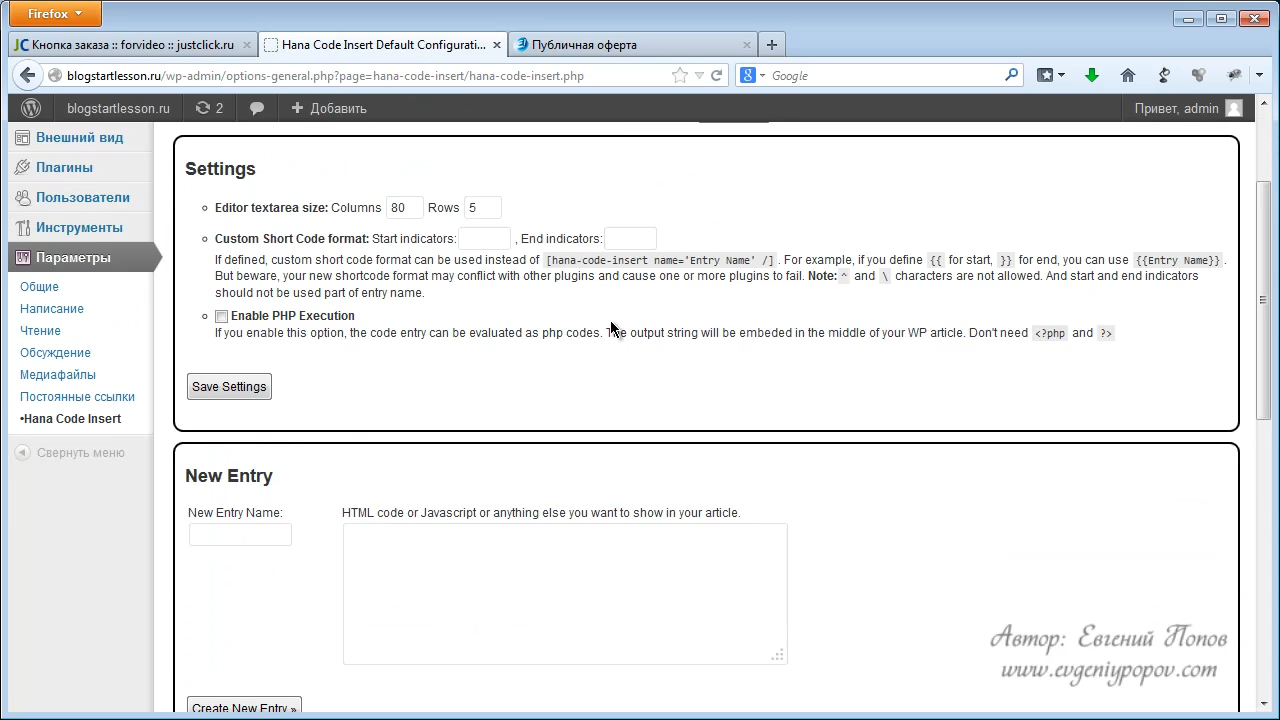 Firefox
Кнопка заказа :: forvideo :: justclick.ru
Hana Code Insert Default Configurati...
Публичная оферта
blogstartlesson.ru/wp-admin/options-general.php?page=hana-code-insert/hana-code-insert.php
Google
blogstartlesson.ru
2
Добавить
Привет, admin
Внешний вид
Плагины
Пользователи
Инструменты
Параметры
Общие
Написание
Чтение
Обсуждение
Медиафайлы
Постоянные ссылки
•Hana Code Insert
Свернуть меню
Settings
Editor textarea size: Columns 80 Rows 5
Custom Short Code format: Start indicators: , End indicators:
If defined, custom short code format can be used instead of [hana-code-insert name='Entry Name' /]. For example, if you define {{ for start, }} for end, you can use {{Entry Name}}.
But beware, your new shortcode format may conflict with other plugins and cause one or more plugins to fail. Note: ^ and \ characters are not allowed. And start and end indicators
should not be used part of entry name.
Enable PHP Execution
If you enable this option, the code entry can be evaluated as php codes. The output string will be embeded in the middle of your WP article. Don't need <?php and ?>
Save Settings
New Entry
New Entry Name:
HTML code or Javascript or anything else you want to show in your article.
Create New Entry »
Автор: Евгений Попов
www.evgeniypopov.com